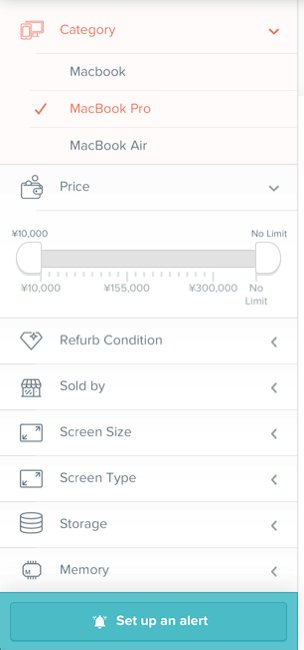 Category
Macbook
MacBook Pro
MacBook Air
Price
¥10,000 No Limit
¥10,000 ¥155,000 ¥300,000 No
Limit
Refurb Condition
Sold by
Screen Size
Screen Type
Storage
M Memory
Set up an alert